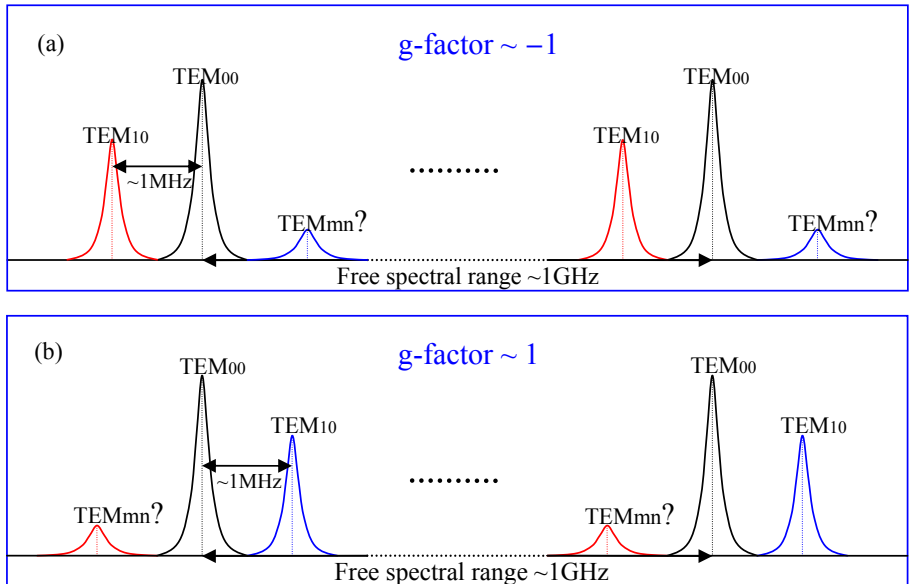 (a)
g-factor ~ −1
TEM00
TEM00
TEM10
TEM10
~1MHz
TEMmn?
TEMmn?
Free spectral range ~1GHz
(b)
g-factor ~ 1
TEM00
TEM00
TEM10
TEM10
~1MHz
TEMmn?
TEMmn?
Free spectral range ~1GHz